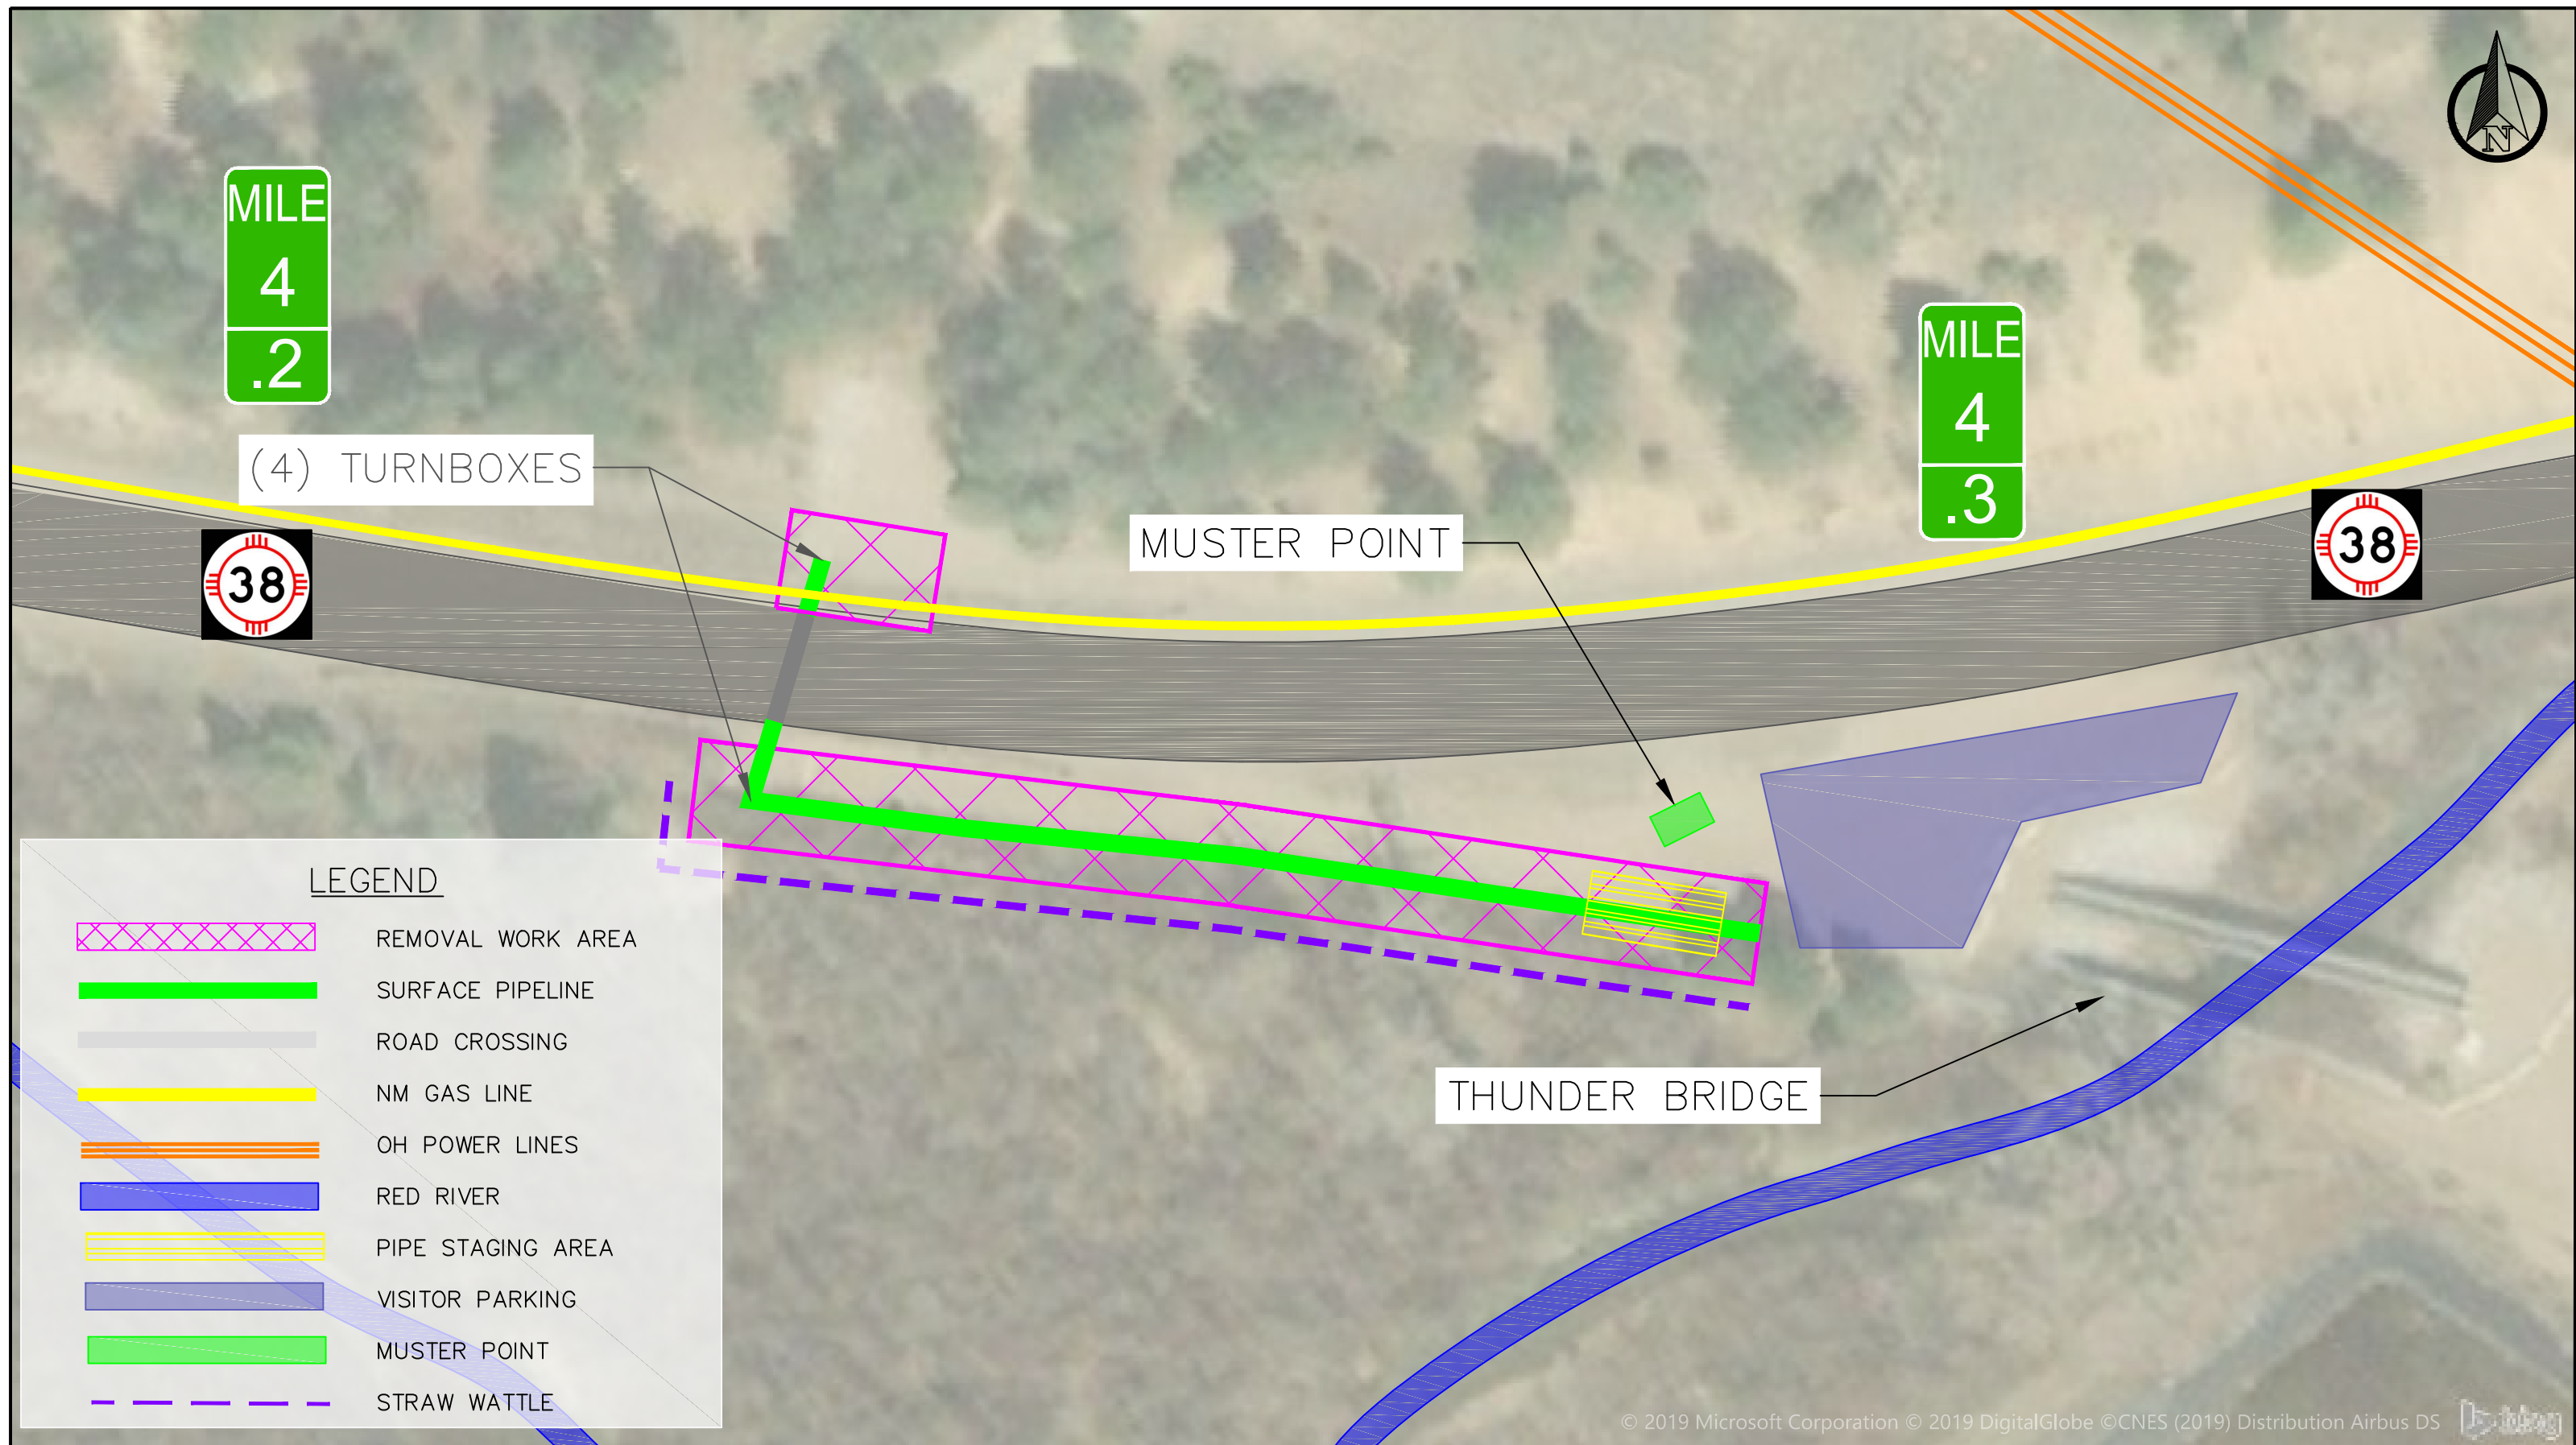 MILE
4
.2
N
MILE
4
.3
(4) TURNBOXES
MUSTER POINT
38
38
THUNDER BRIDGE
LEGEND
REMOVAL WORK AREA
SURFACE PIPELINE
ROAD CROSSING
NM GAS LINE
OH POWER LINES
RED RIVER
PIPE STAGING AREA
VISITOR PARKING
MUSTER POINT
STRAW WATTLE
© 2019 Microsoft Corporation © 2019 DigitalGlobe ©CNES (2019) Distribution Airbus DS